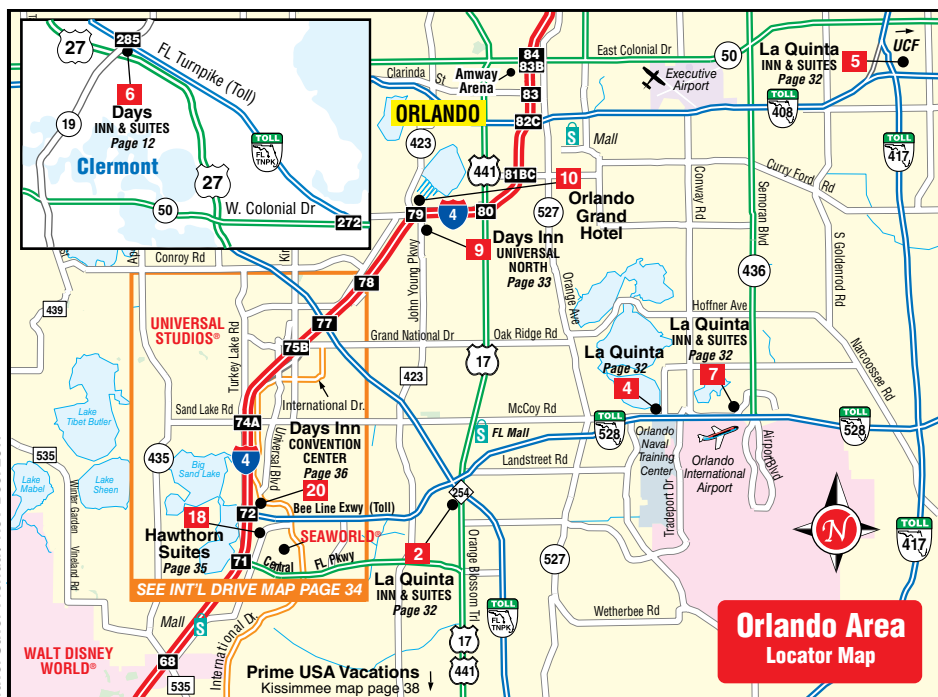 285
27
FL Turnpike (Toll)
6
Days
INN & SUITES
Page 12
19
Clermont
TOLL
FL
TNPK
27
50
W. Colonial Dr
272
84
83B
East Colonial Dr
50
La Quinta
INN & SUITES
Page 32
5
UCF
Clarinda St
Amway
Arena
83
Executive
Airport
ORLANDO
82C
TOLL
408
423
S
Mall
TOLL
417
441
81BC
Curry Ford Rd
10
Orlando
Grand
Hotel
527
Conway Rd
Semoran Blvd
S Goldenrod Rd
79
4
80
9
Days Inn
UNIVERSAL
NORTH
Page 33
Conroy Rd
John Young Pkwy
Orange Ave
436
78
439
Hoffner Ave
UNIVERSAL
STUDIOS®
Turkey Lake Rd
77
Grand National Dr
Oak Ridge Rd
La Quinta
INN & SUITES
Page 32
75B
17
La Quinta
Page 32
Narcoossee Rd
Lake
Tibet Butler
International Dr.
423
4
7
Sand Lake Rd
74A
McCoy Rd
Days Inn
CONVENTION
CENTER
Page 36
Universal Blvd
S
FL Mall
TOLL
528
TOLL
528
535
435
4
Landstreet Rd
Orlando
Naval
Training
Center
Orlando
International
Airport
Lake
Mabel
Lake
Sheen
Big
Sand Lake
20
254
Winter Garden
Vineland Rd
72
Bee Line Exwy (Toll)
Tradeport Dr
N
18
Hawthorn
Suites
Page 35
SEAWORLD®
TOLL
417
71
Central FL Pkwy
2
La Quinta
INN & SUITES
Page 32
Orange Blossom Trl
527
SEE INT'L DRIVE MAP PAGE 34
TOLL
FL
TNPK
Wetherbee Rd
Mall
S
International Dr.
17
Orlando Area
Locator Map
WALT DISNEY
WORLD®
68
535
Prime USA Vacations
Kissimmee map page 38
441